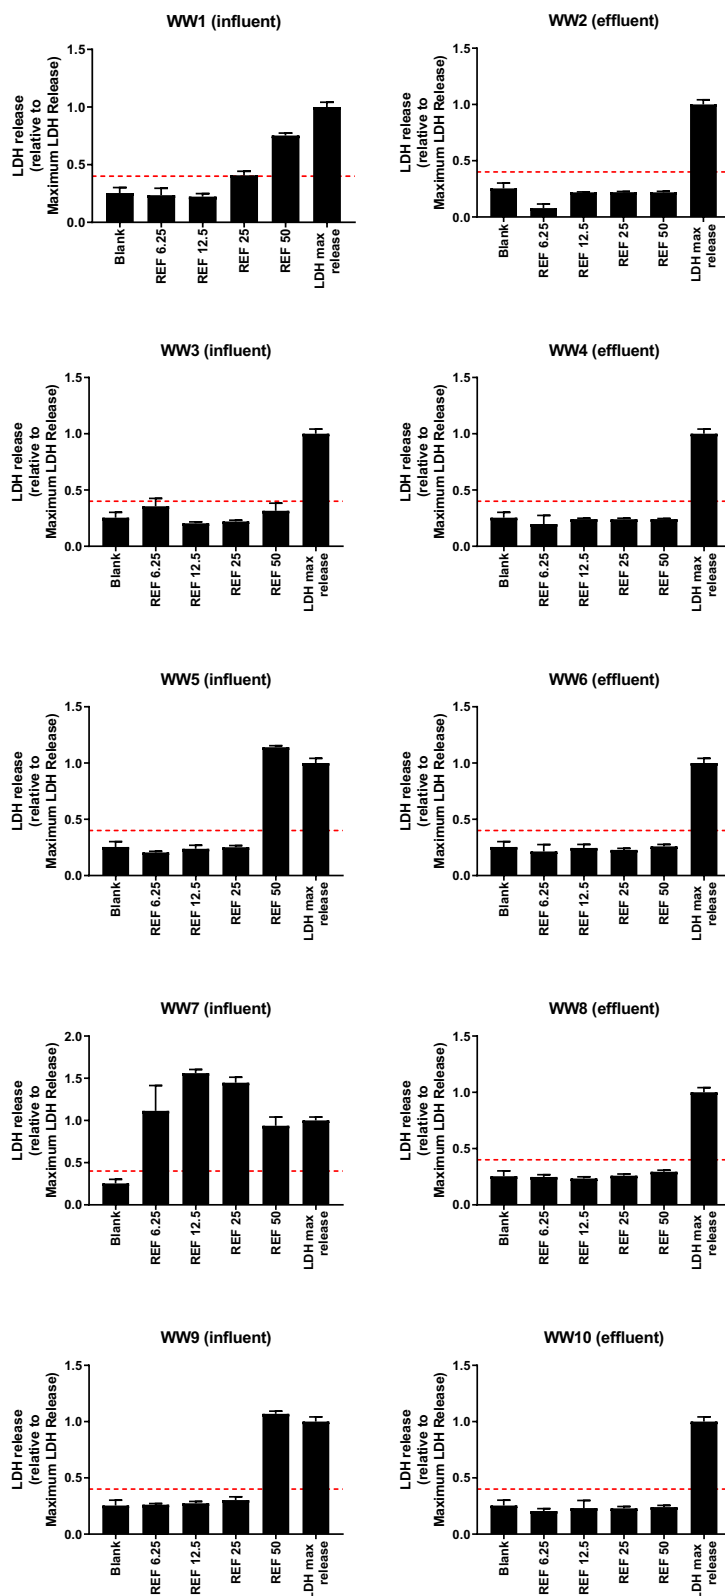 WW1 (influent)
LDH release
(relative to
Maximum LDH Release)
1.5
1.0
0.5
0.0
Blank
REF 6.25
REF 12.5
REF 25
REF 50
LDH max
release
WW2 (effluent)
LDH release
(relative to
Maximum LDH Release)
1.5
1.0
0.5
0.0
Blank
REF 6.25
REF 12.5
REF 25
REF 50
LDH max
release
WW3 (influent)
LDH release
(relative to
Maximum LDH Release)
1.5
1.0
0.5
0.0
Blank
REF 6.25
REF 12.5
REF 25
REF 50
LDH max
release
WW4 (effluent)
LDH release
(relative to
Maximum LDH Release)
1.5
1.0
0.5
0.0
Blank
REF 6.25
REF 12.5
REF 25
REF 50
LDH max
release
WW5 (influent)
LDH release
(relative to
Maximum LDH Release)
1.5
1.0
0.5
0.0
Blank
REF 6.25
REF 12.5
REF 25
REF 50
LDH max
release
WW6 (effluent)
LDH release
(relative to
Maximum LDH Release)
1.5
1.0
0.5
0.0
Blank
REF 6.25
REF 12.5
REF 25
REF 50
LDH max
release
WW7 (influent)
LDH release
(relative to
Maximum LDH Release)
2.0
1.5
1.0
0.5
0.0
Blank
REF 6.25
REF 12.5
REF 25
REF 50
LDH max
release
WW8 (effluent)
LDH release
(relative to
Maximum LDH Release)
1.5
1.0
0.5
0.0
Blank
REF 6.25
REF 12.5
REF 25
REF 50
LDH max
release
WW9 (influent)
LDH release
(relative to
Maximum LDH Release)
1.5
1.0
0.5
0.0
Blank
REF 6.25
REF 12.5
REF 25
REF 50
LDH max
release
WW10 (effluent)
LDH release
(relative to
Maximum LDH Release)
1.5
1.0
0.5
0.0
Blank
REF 6.25
REF 12.5
REF 25
REF 50
LDH max
release